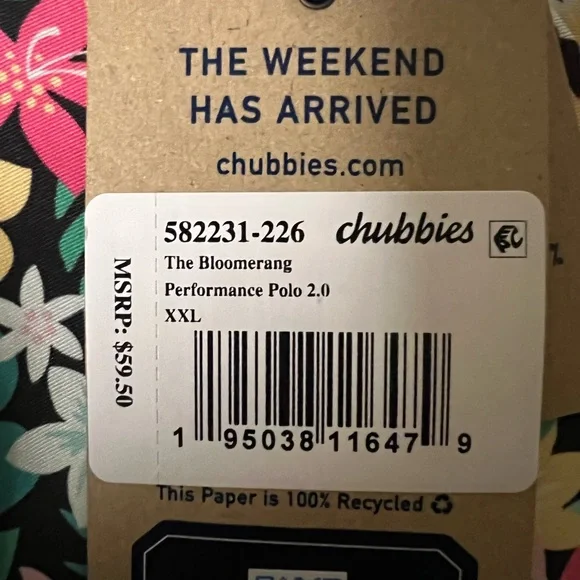 THE WEEKEND
HAS ARRIVED
chubbies.com
582231-226 chubbies
The Bloomerang
Performance Polo 2.0
XXL
MSRP: $59.50
1 95038 11647 9
This Paper is 100% Recycled